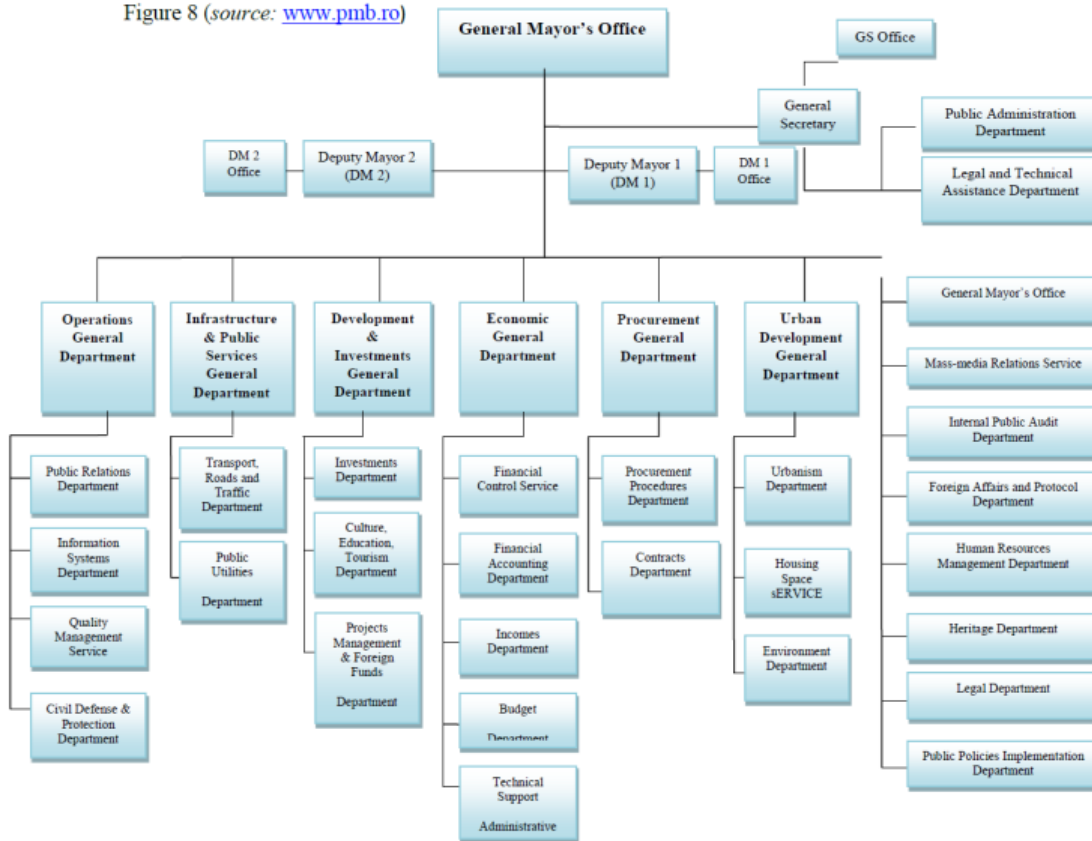 Figure 8 (source: www.pmb.ro)
General Mayor's Office
GS Office
General
Secretary
Public Administration
Department
Legal and Technical
Assistance Department
DM 2
Office
Deputy Mayor 2
(DM 2)
Deputy Mayor 1
(DM 1)
DM 1
Office
Operations
General
Department
Infrastructure
& Public
Services
General
Department
Development
&
Investments
General
Department
Economic
General
Department
Procurement
General
Department
Urban
Development
General
Department
Public Relations
Department
Information
Systems
Department
Quality
Management
Service
Civil Defense &
Protection
Department
Transport,
Roads and
Traffic
Department
Public
Utilities
Department
Investments
Department
Culture,
Education,
Tourism
Department
Projects
Management
& Foreign
Funds
Department
Financial
Control Service
Financial
Accounting
Department
Incomes
Department
Budget
Department
Technical
Support
Administrative
Procurement
Procedures
Department
Contracts
Department
Urbanism
Department
Housing
Space
sERVICE
Environment
Department
General Mayor's Office
Mass-media Relations Service
Internal Public Audit
Department
Foreign Affairs and Protocol
Department
Human Resources
Management Department
Heritage Department
Legal Department
Public Policies Implementation
Department